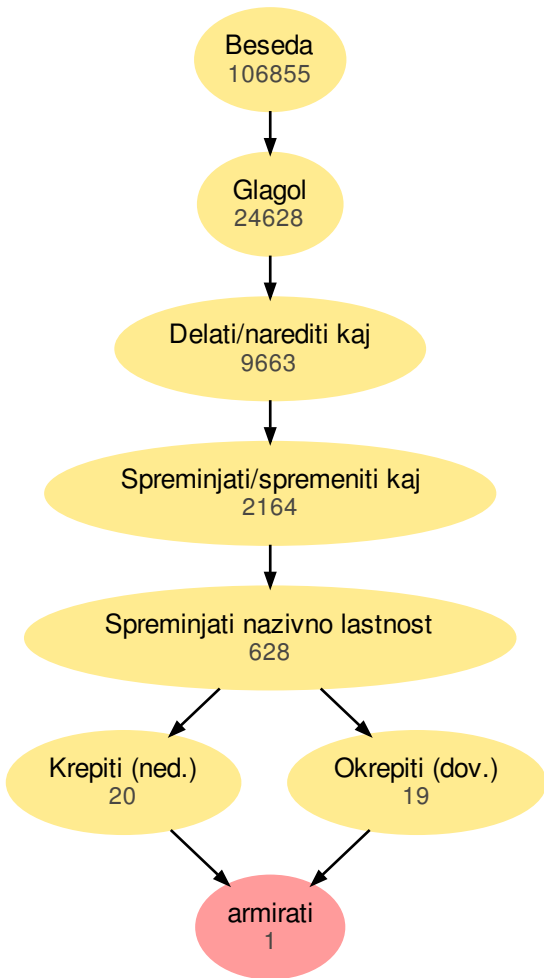 Beseda
106855
Glagol
24628
Delati/narediti kaj
9663
Spreminjati/spremeniti kaj
2164
Spreminjati nazivno lastnost
628
Krepiti (ned.)
20
Okrepiti (dov.)
19
armirati
1